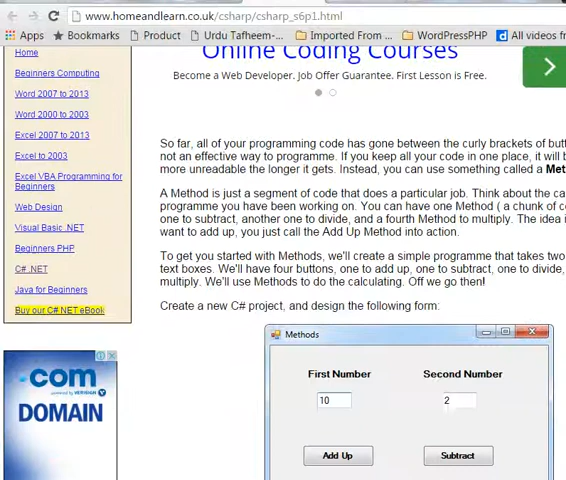 www.homeandlearn.co.uk/csharp/csharp_s6p1.html
Apps Bookmarks Product Urdu Tafheem-... Imported From ... WordpressPHP All videos f
Online Coding Courses
Become a Web Developer. Job Offer Guarantee. First Lesson is Free.
Home
Beginners Computing
Word 2007 to 2013
Word 2000 to 2003
Excel 2007 to 2013
Excel to 2003
Excel VBA Programming for
Beginners
Web Design
Visual Basic .NET
Beginners PHP
C# .NET
Java for Beginners
Buy our C# .NET eBook
So far, all of your programming code has gone between the curly brackets of but
not an effective way to programme. If you keep all your code in one place, it will b
more unreadable the longer it gets. Instead, you can use something called a Met
A Method is just a segment of code that does a particular job. Think about the ca
programme you have been working on. You can have one Method ( a chunk of c
one to subtract, another one to divide, and a fourth Method to multiply. The idea i
want to add up, you just call the Add Up Method into action.
To get you started with Methods, we'll create a simple programme that takes two
text boxes. We'll have four buttons, one to add up, one to subtract, one to divide,
multiply. We'll use Methods to do the calculating. Off we go then!
Create a new C# project, and design the following form:
Methods
First Number Second Number
10 2
Add Up Subtract
.com
VERISIGN
DOMAIN